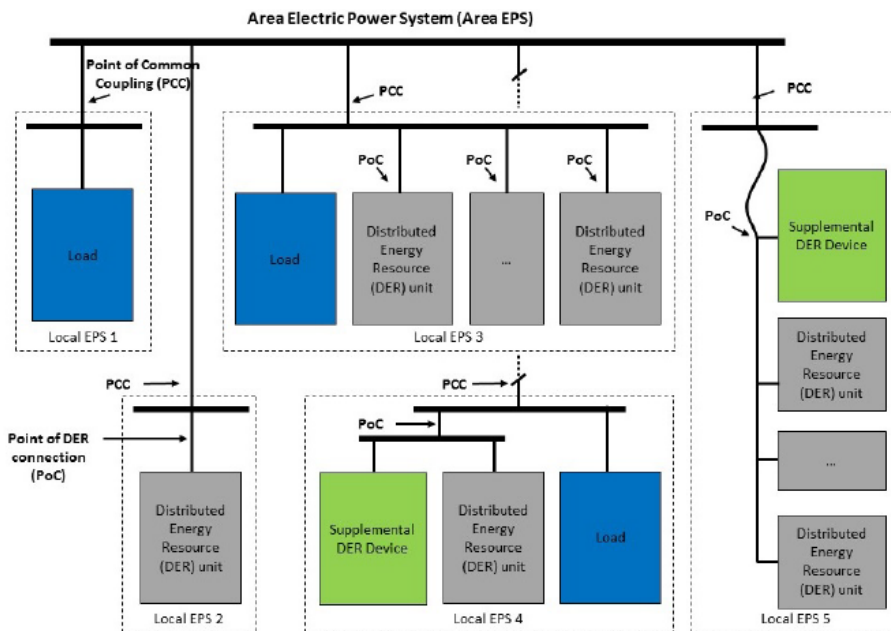 Area Electric Power System (Area EPS)
Point of Common
Coupling (PCC)
PCC
PCC
PoC
PoC
PoC
Load
Load
Distributed
Energy
Resource
(DER) unit
...
Distributed
Energy
Resource
(DER) unit
PoC
Supplemental
DER Device
Local EPS 1
Local EPS 3
Distributed
Energy
Resource
(DER) unit
PCC
PCC
Point of DER
connection
(PoC)
PoC
...
Distributed
Energy
Resource
(DER) unit
Supplemental
DER Device
Distributed
Energy
Resource
(DER) unit
Load
Distributed
Energy
Resource
(DER) unit
Local EPS 2
Local EPS 4
Local EPS 5